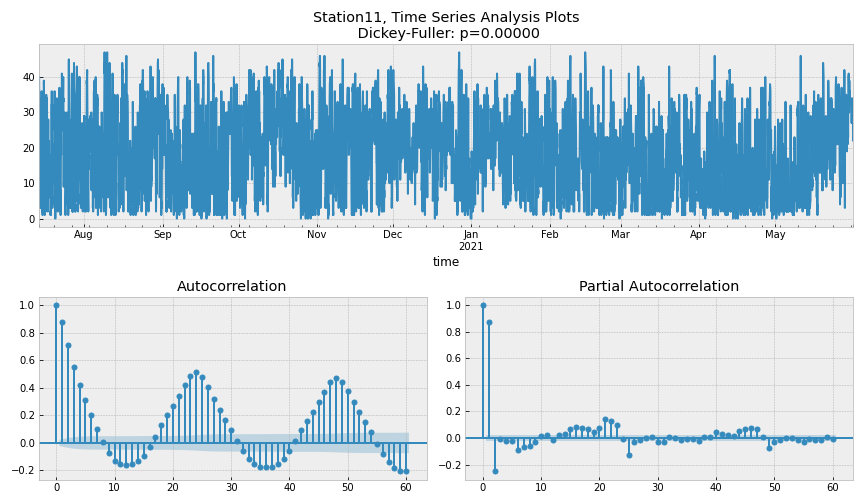 Station11, Time Series Analysis Plots
Dickey-Fuller: p=0.00000
40
30
20
10
0
Aug Sep Oct Nov Dec Jan Feb Mar Apr May
2021
time
Autocorrelation
1.0
0.8
0.6
0.4
0.2
0.0
−0.2
0 10 20 30 40 50 60
Partial Autocorrelation
1.0
0.8
0.6
0.4
0.2
0.0
−0.2
0 10 20 30 40 50 60